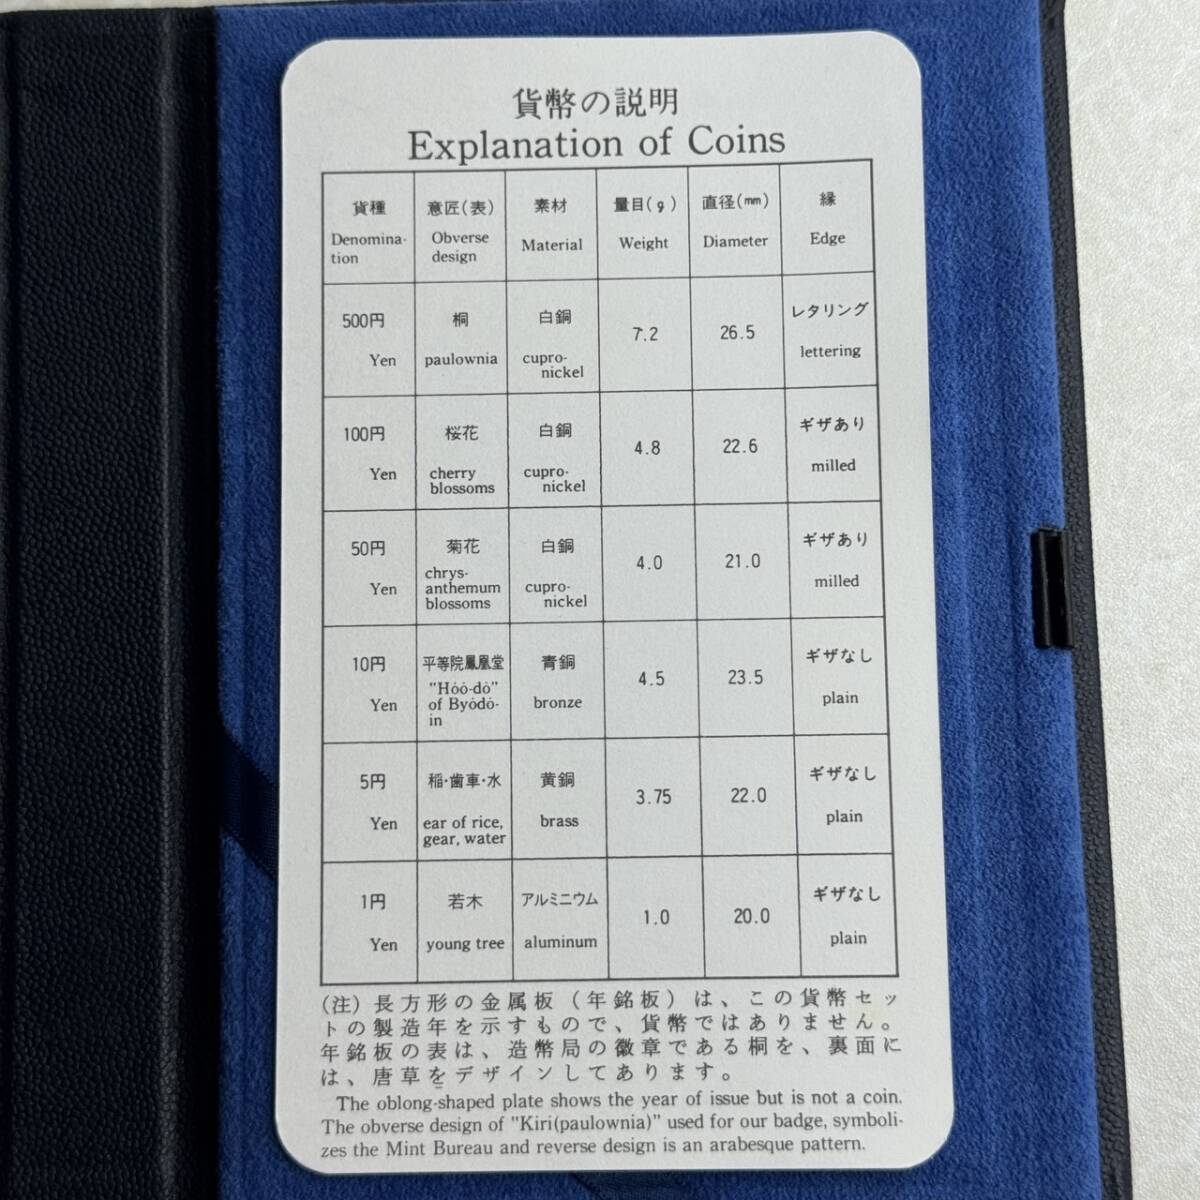 貨幣の説明
Explanation of Coins
貨種 意匠(表) 素材 量目(g) 直径(mm) 縁
Denomina- Obverse Material Weight Diameter Edge
tion design
500円 桐 白銅 7.2 26.5 レタリング
Yen paulownia cupro- lettering
nickel
100円 桜花 白銅 4.8 22.6 ギザあり
Yen cherry cupro- milled
blossoms nickel
50円 菊花 白銅 4.0 21.0 ギザあり
chrys-
Yen anthemum cupro- milled
blossoms nickel
10円 平等院鳳凰堂 青銅 4.5 23.5 ギザなし
"Hóó-dó"
Yen of Byódó- bronze plain
in
5円 稲・歯車・水 黄銅 3.75 22.0 ギザなし
Yen ear of rice, brass plain
gear, water
1円 若木 アルミニウム 1.0 20.0 ギザなし
Yen young tree aluminum plain
(注)長方形の金属板(年銘板)は、この貨幣セッ
トの製造年を示すもので、貨幣ではありません。
年銘板の表は、造幣局の徽章である桐を、裏面に
は、唐草をデザインしてあります。
The oblong-shaped plate shows the year of issue but is not a coin.
The obverse design of "Kiri(paulownia)" used for our badge, symboli-
zes the Mint Bureau and reverse design is an arabesque pattern.